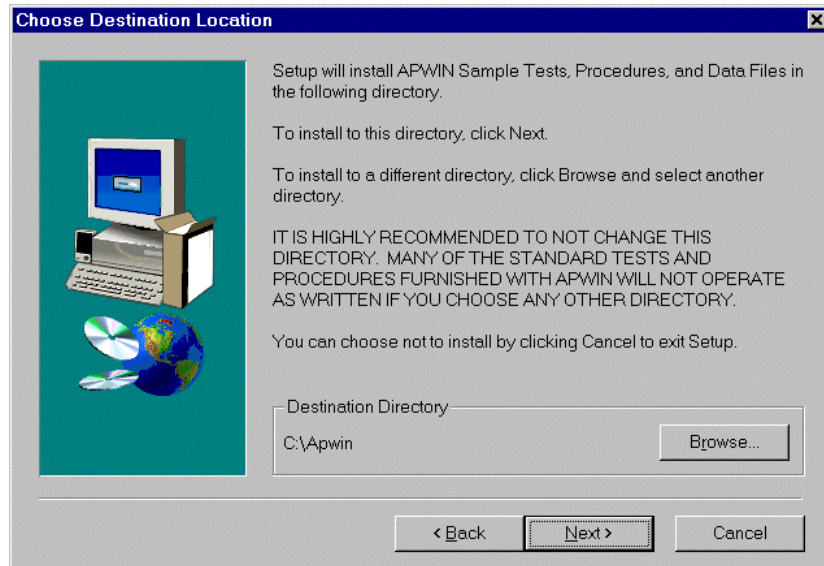 Choose Destination Location
Setup will install APWIN Sample Tests, Procedures, and Data Files in
the following directory.
To install to this directory, click Next.
To install to a different directory, click Browse and select another
directory.
IT IS HIGHLY RECOMMENDED TO NOT CHANGE THIS
DIRECTORY. MANY OF THE STANDARD TESTS AND
PROCEDURES FURNISHED WITH APWIN WILL NOT OPERATE
AS WRITTEN IF YOU CHOOSE ANY OTHER DIRECTORY.
You can choose not to install by clicking Cancel to exit Setup.
Destination Directory
C:\Apwin
Browse...
< Back
Next >
Cancel